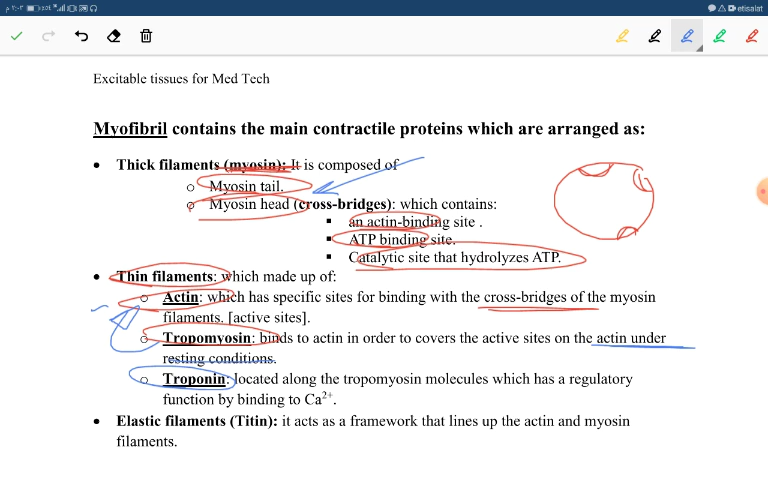 etisalat
Excitable tissues for Med Tech
Myofibril contains the main contractile proteins which are arranged as:
• Thick filaments (myosin): It is composed of
o Myosin tail.
o Myosin head (cross-bridges): which contains:
▪ an actin-binding site .
▪ ATP binding site.
▪ Catalytic site that hydrolyzes ATP.
• Thin filaments: which made up of:
o Actin: which has specific sites for binding with the cross-bridges of the myosin
filaments. [active sites].
o Tropomyosin: binds to actin in order to covers the active sites on the actin under
resting conditions.
o Troponin: located along the tropomyosin molecules which has a regulatory
function by binding to Ca²⁺.
• Elastic filaments (Titin): it acts as a framework that lines up the actin and myosin
filaments.